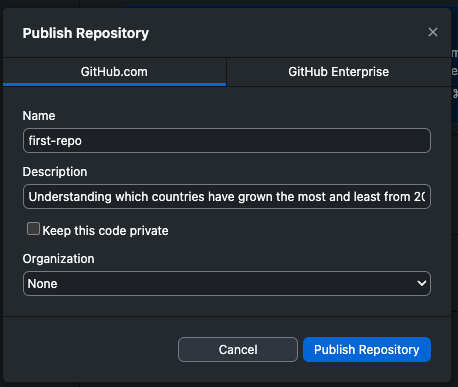 Publish Repository
GitHub.com
GitHub Enterprise
Name
first-repo
Description
Understanding which countries have grown the most and least from 20
Keep this code private
Organization
None
Cancel
Publish Repository